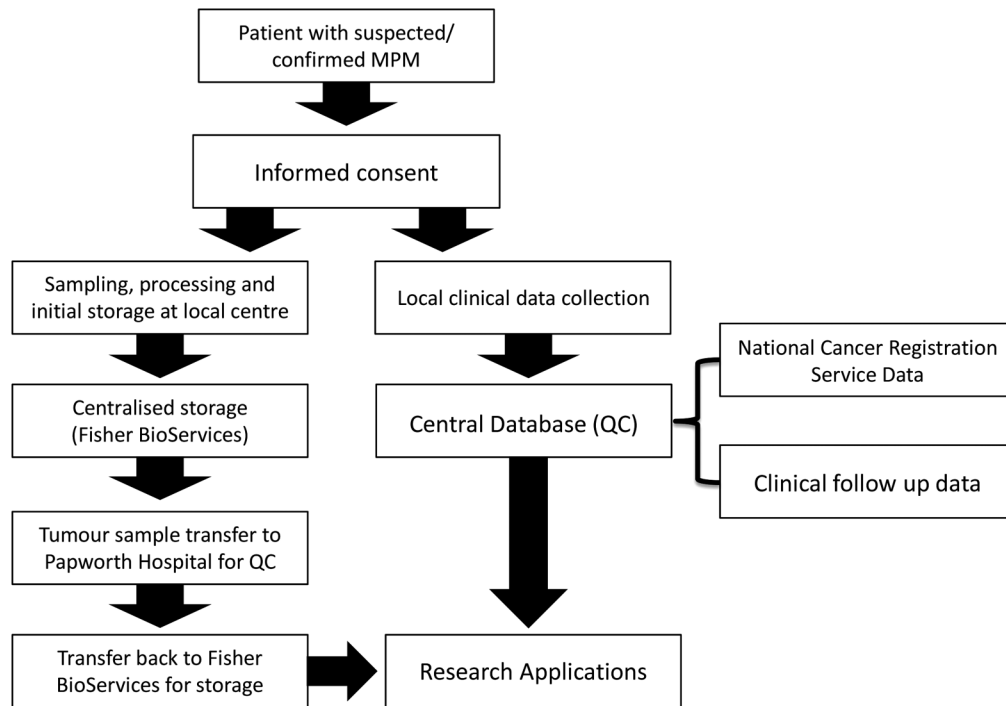 Patient with suspected/
confirmed MPM
Informed consent
Sampling, processing and
initial storage at local centre
Local clinical data collection
National Cancer Registration
Service Data
Centralised storage
(Fisher BioServices)
Central Database (QC)
Clinical follow up data
Tumour sample transfer to
Papworth Hospital for QC
Transfer back to Fisher
BioServices for storage
Research Applications